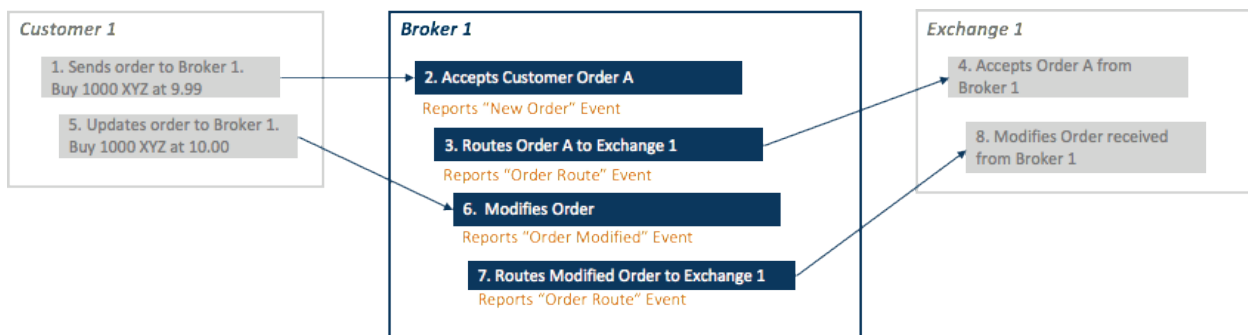 Customer 1
1. Sends order to Broker 1.
Buy 1000 XYZ at 9.99
5. Updates order to Broker 1.
Buy 1000 XYZ at 10.00
Broker 1
2. Accepts Customer Order A
Reports “New Order” Event
3. Routes Order A to Exchange 1
Reports “Order Route” Event
6. Modifies Order
Reports “Order Modified” Event
7. Routes Modified Order to Exchange 1
Reports “Order Route” Event
Exchange 1
4. Accepts Order A from
Broker 1
8. Modifies Order received
from Broker 1